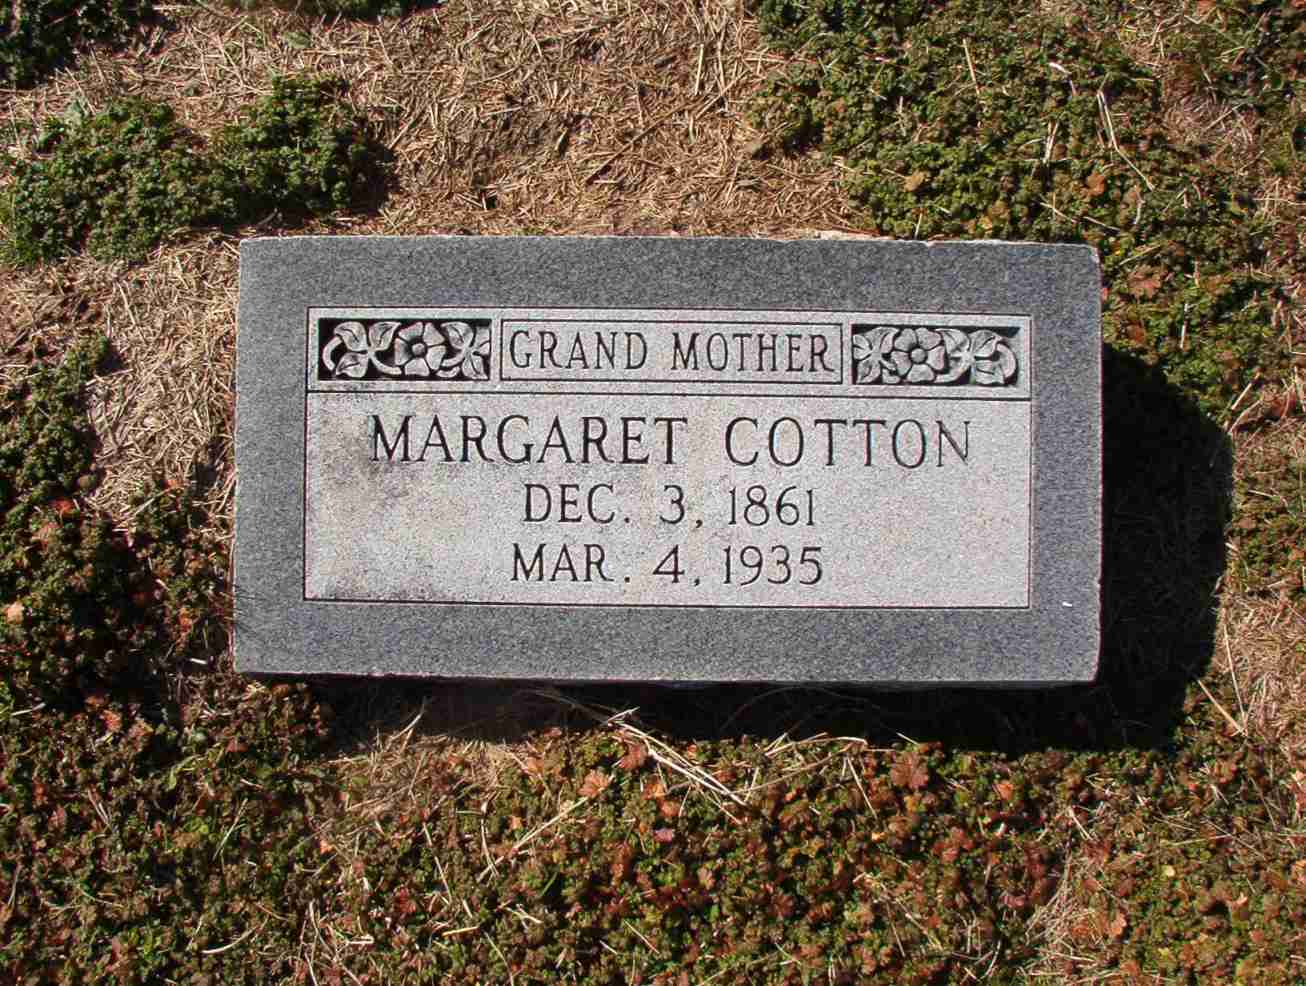 GRAND MOTHER
MARGARET COTTON
DEC. 3, 1861
MAR. 4, 1935